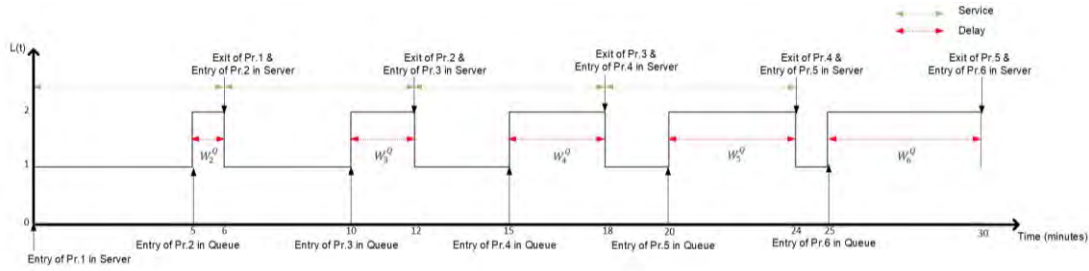 Service
Delay
L(t)
Exit of Pr.1 &
Entry of Pr.2 in Server
Exit of Pr.2 &
Entry of Pr.3 in Server
Exit of Pr.3 &
Entry of Pr.4 in Server
Exit of Pr.4 &
Entry of Pr.5 in Server
Exit of Pr.5 &
Entry of Pr.6 in Server
2
1
0
W₂^Q
W₃^Q
W₄^Q
W₅^Q
W₆^Q
5 6 10 12 15 18 20 24 25 30
Time (minutes)
Entry of Pr.2 in Queue
Entry of Pr.3 in Queue
Entry of Pr.4 in Queue
Entry of Pr.5 in Queue
Entry of Pr.6 in Queue
Entry of Pr.1 in Server